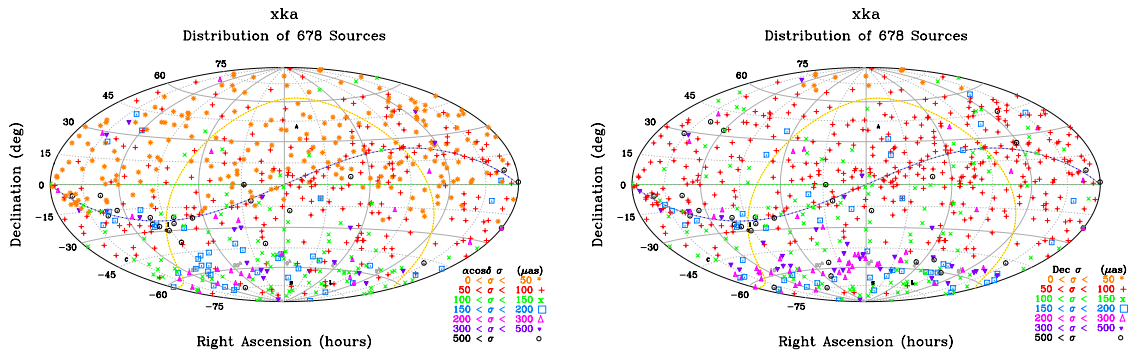 xka
Distribution of 678 Sources
75
60
45
30
15
0
-15
-30
-45
-60
-75
Declination (deg)
Right Ascension (hours)
A
C
S
L
αcosδ σ (μas)
0 < σ < 50
50 < σ < 100
100 < σ < 150
150 < σ < 200
200 < σ < 300
300 < σ < 500
500 < σ
xka
Distribution of 678 Sources
75
60
45
30
15
0
-15
-30
-45
-60
-75
Declination (deg)
Right Ascension (hours)
A
C
S
L
Dec σ (μas)
0 < σ < 50
50 < σ < 100
100 < σ < 150
150 < σ < 200
200 < σ < 300
300 < σ < 500
500 < σ